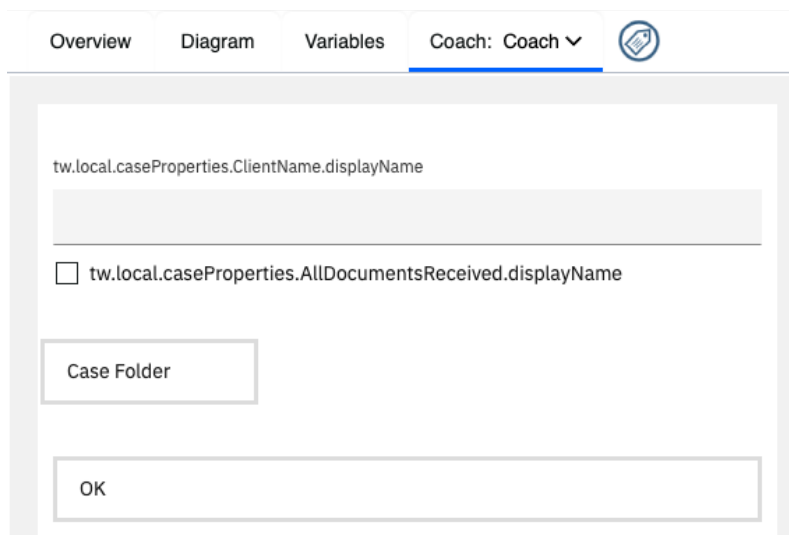 Overview Diagram Variables Coach: Coach
tw.local.caseProperties.ClientName.displayName
tw.local.caseProperties.AllDocumentsReceived.displayName
Case Folder
OK